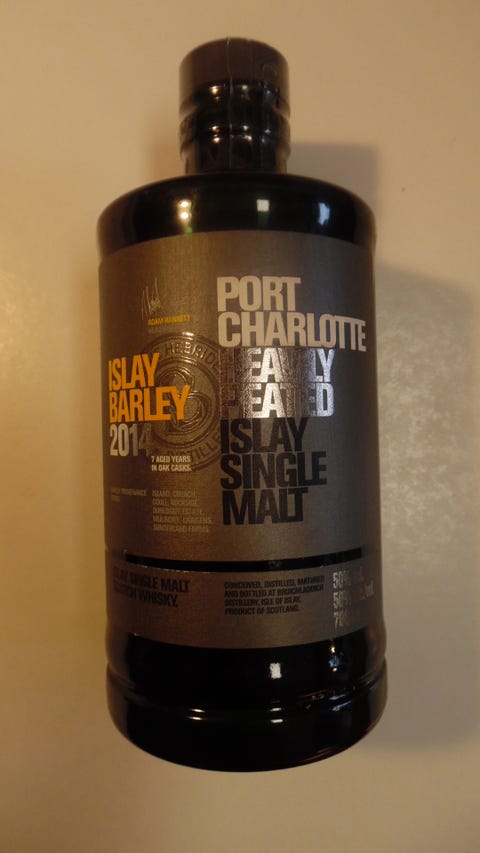 ADAM HANNETT
ISLAY
BARLEY
2014
7 AGED YEARS
IN OAK CASKS.
PORT
CHARLOTTE
HEAVILY
PEATED
ISLAY
SINGLE
MALT
ISLAY SINGLE MALT
SCOTCH WHISKY.
CONCEIVED, DISTILLED, MATURED
AND BOTTLED AT BRUICHLADDICH
DISTILLERY, ISLE OF ISLAY.
PRODUCT OF SCOTLAND.